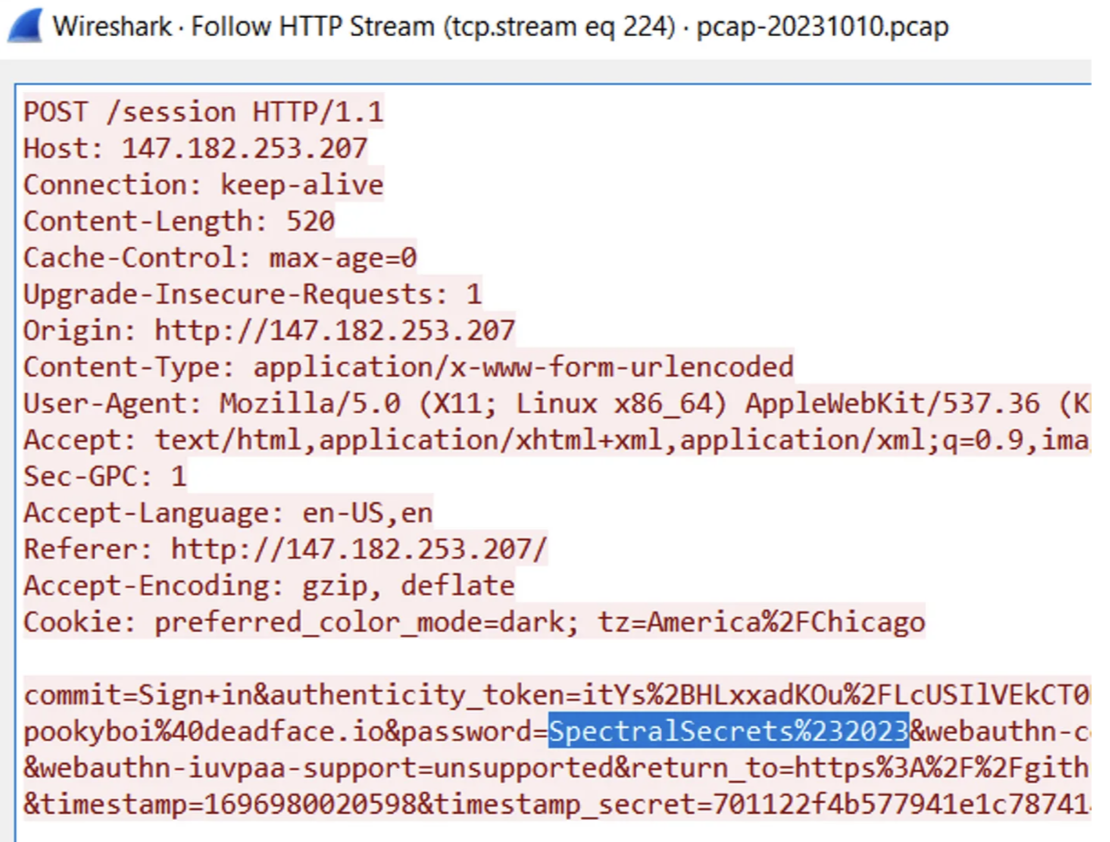 Wireshark · Follow HTTP Stream (tcp.stream eq 224) · pcap-20231010.pcap
POST /session HTTP/1.1
Host: 147.182.253.207
Connection: keep-alive
Content-Length: 520
Cache-Control: max-age=0
Upgrade-Insecure-Requests: 1
Origin: http://147.182.253.207
Content-Type: application/x-www-form-urlencoded
User-Agent: Mozilla/5.0 (X11; Linux x86_64) AppleWebKit/537.36 (K
Accept: text/html,application/xhtml+xml,application/xml;q=0.9,ima
Sec-GPC: 1
Accept-Language: en-US,en
Referer: http://147.182.253.207/
Accept-Encoding: gzip, deflate
Cookie: preferred_color_mode=dark; tz=America%2FChicago
commit=Sign+in&authenticity_token=itYs%2BHLxxadKOu%2FLcUSIlVEkCT0
pookyboi%40deadface.io&password=SpectralSecrets%232023&webauthn-c
&webauthn-iuvpaa-support=unsupported&return_to=https%3A%2F%2Fgith
&timestamp=1696980020598&timestamp_secret=701122f4b577941e1c78741